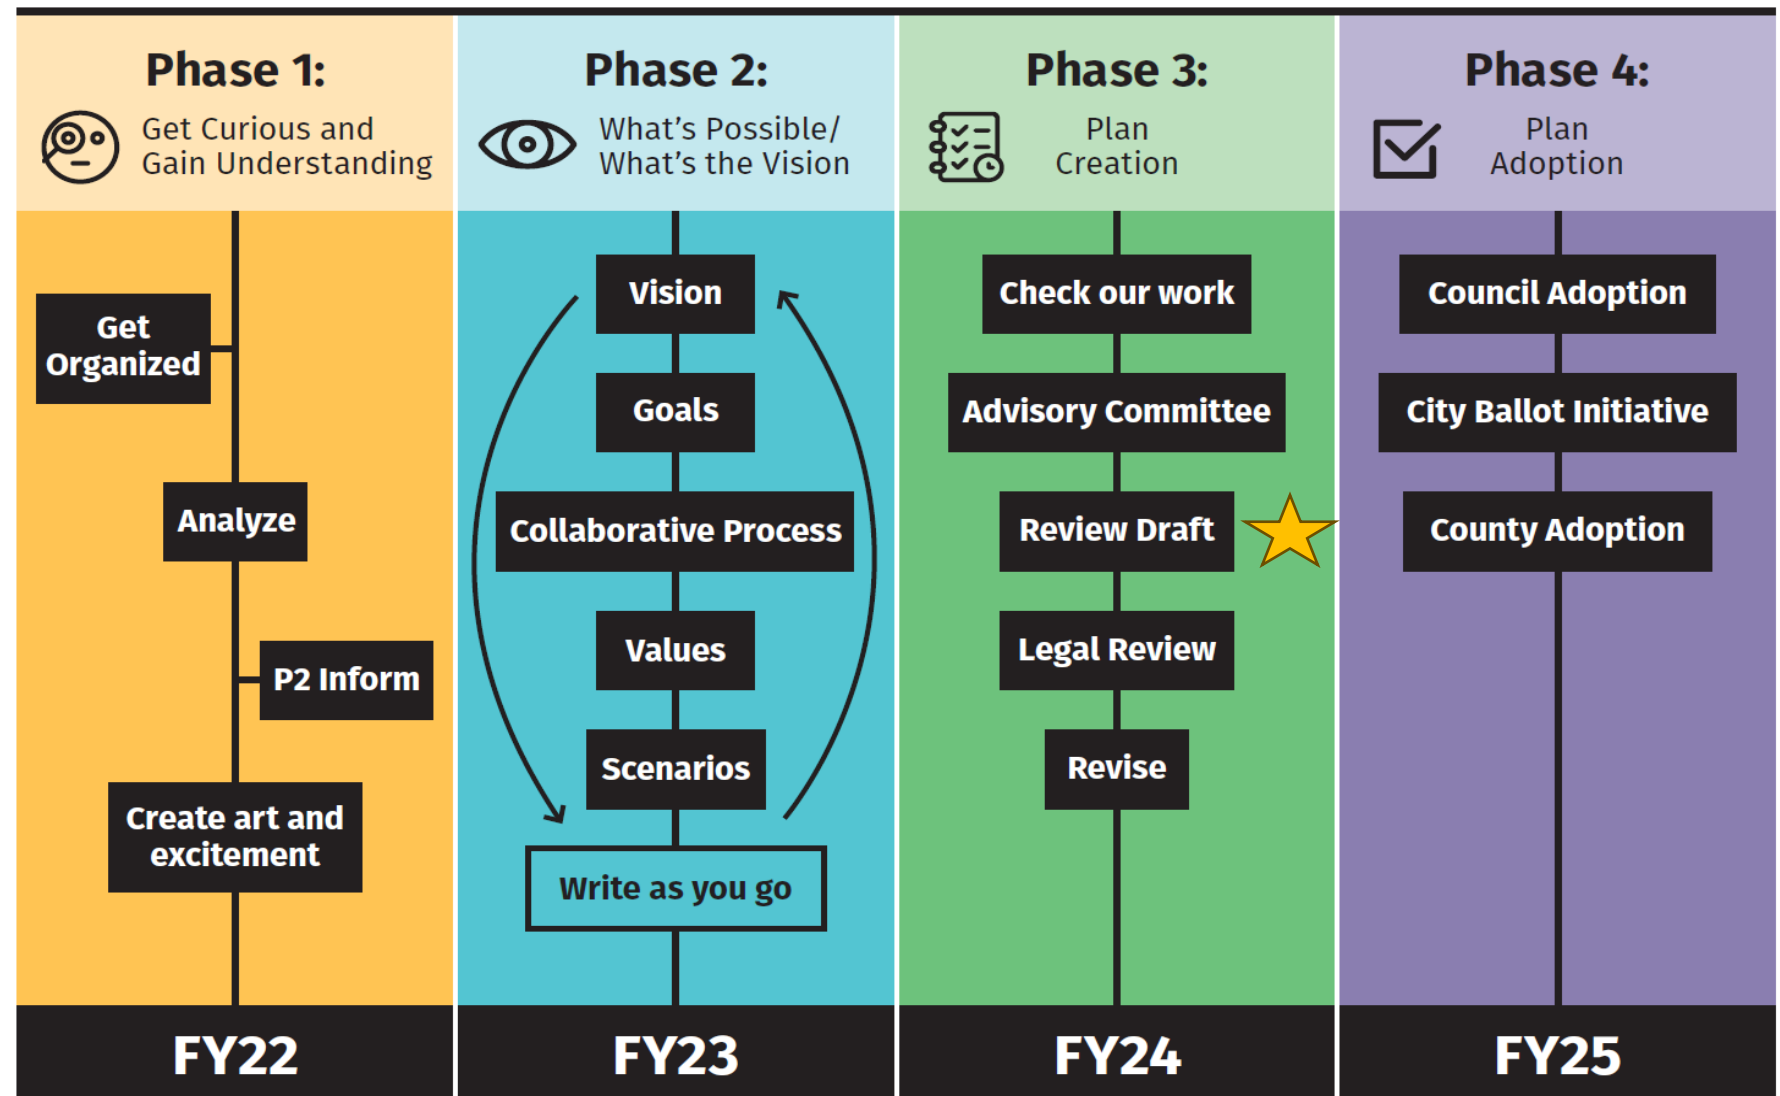 Phase 1:
Get Curious and
Gain Understanding
Get
Organized
Analyze
P2 Inform
Create art and
excitement
FY22
Phase 2:
What's Possible/
What's the Vision
Vision
Goals
Collaborative Process
Values
Scenarios
Write as you go
FY23
Phase 3:
Plan
Creation
Check our work
Advisory Committee
Review Draft
Legal Review
Revise
FY24
Phase 4:
Plan
Adoption
Council Adoption
City Ballot Initiative
County Adoption
FY25